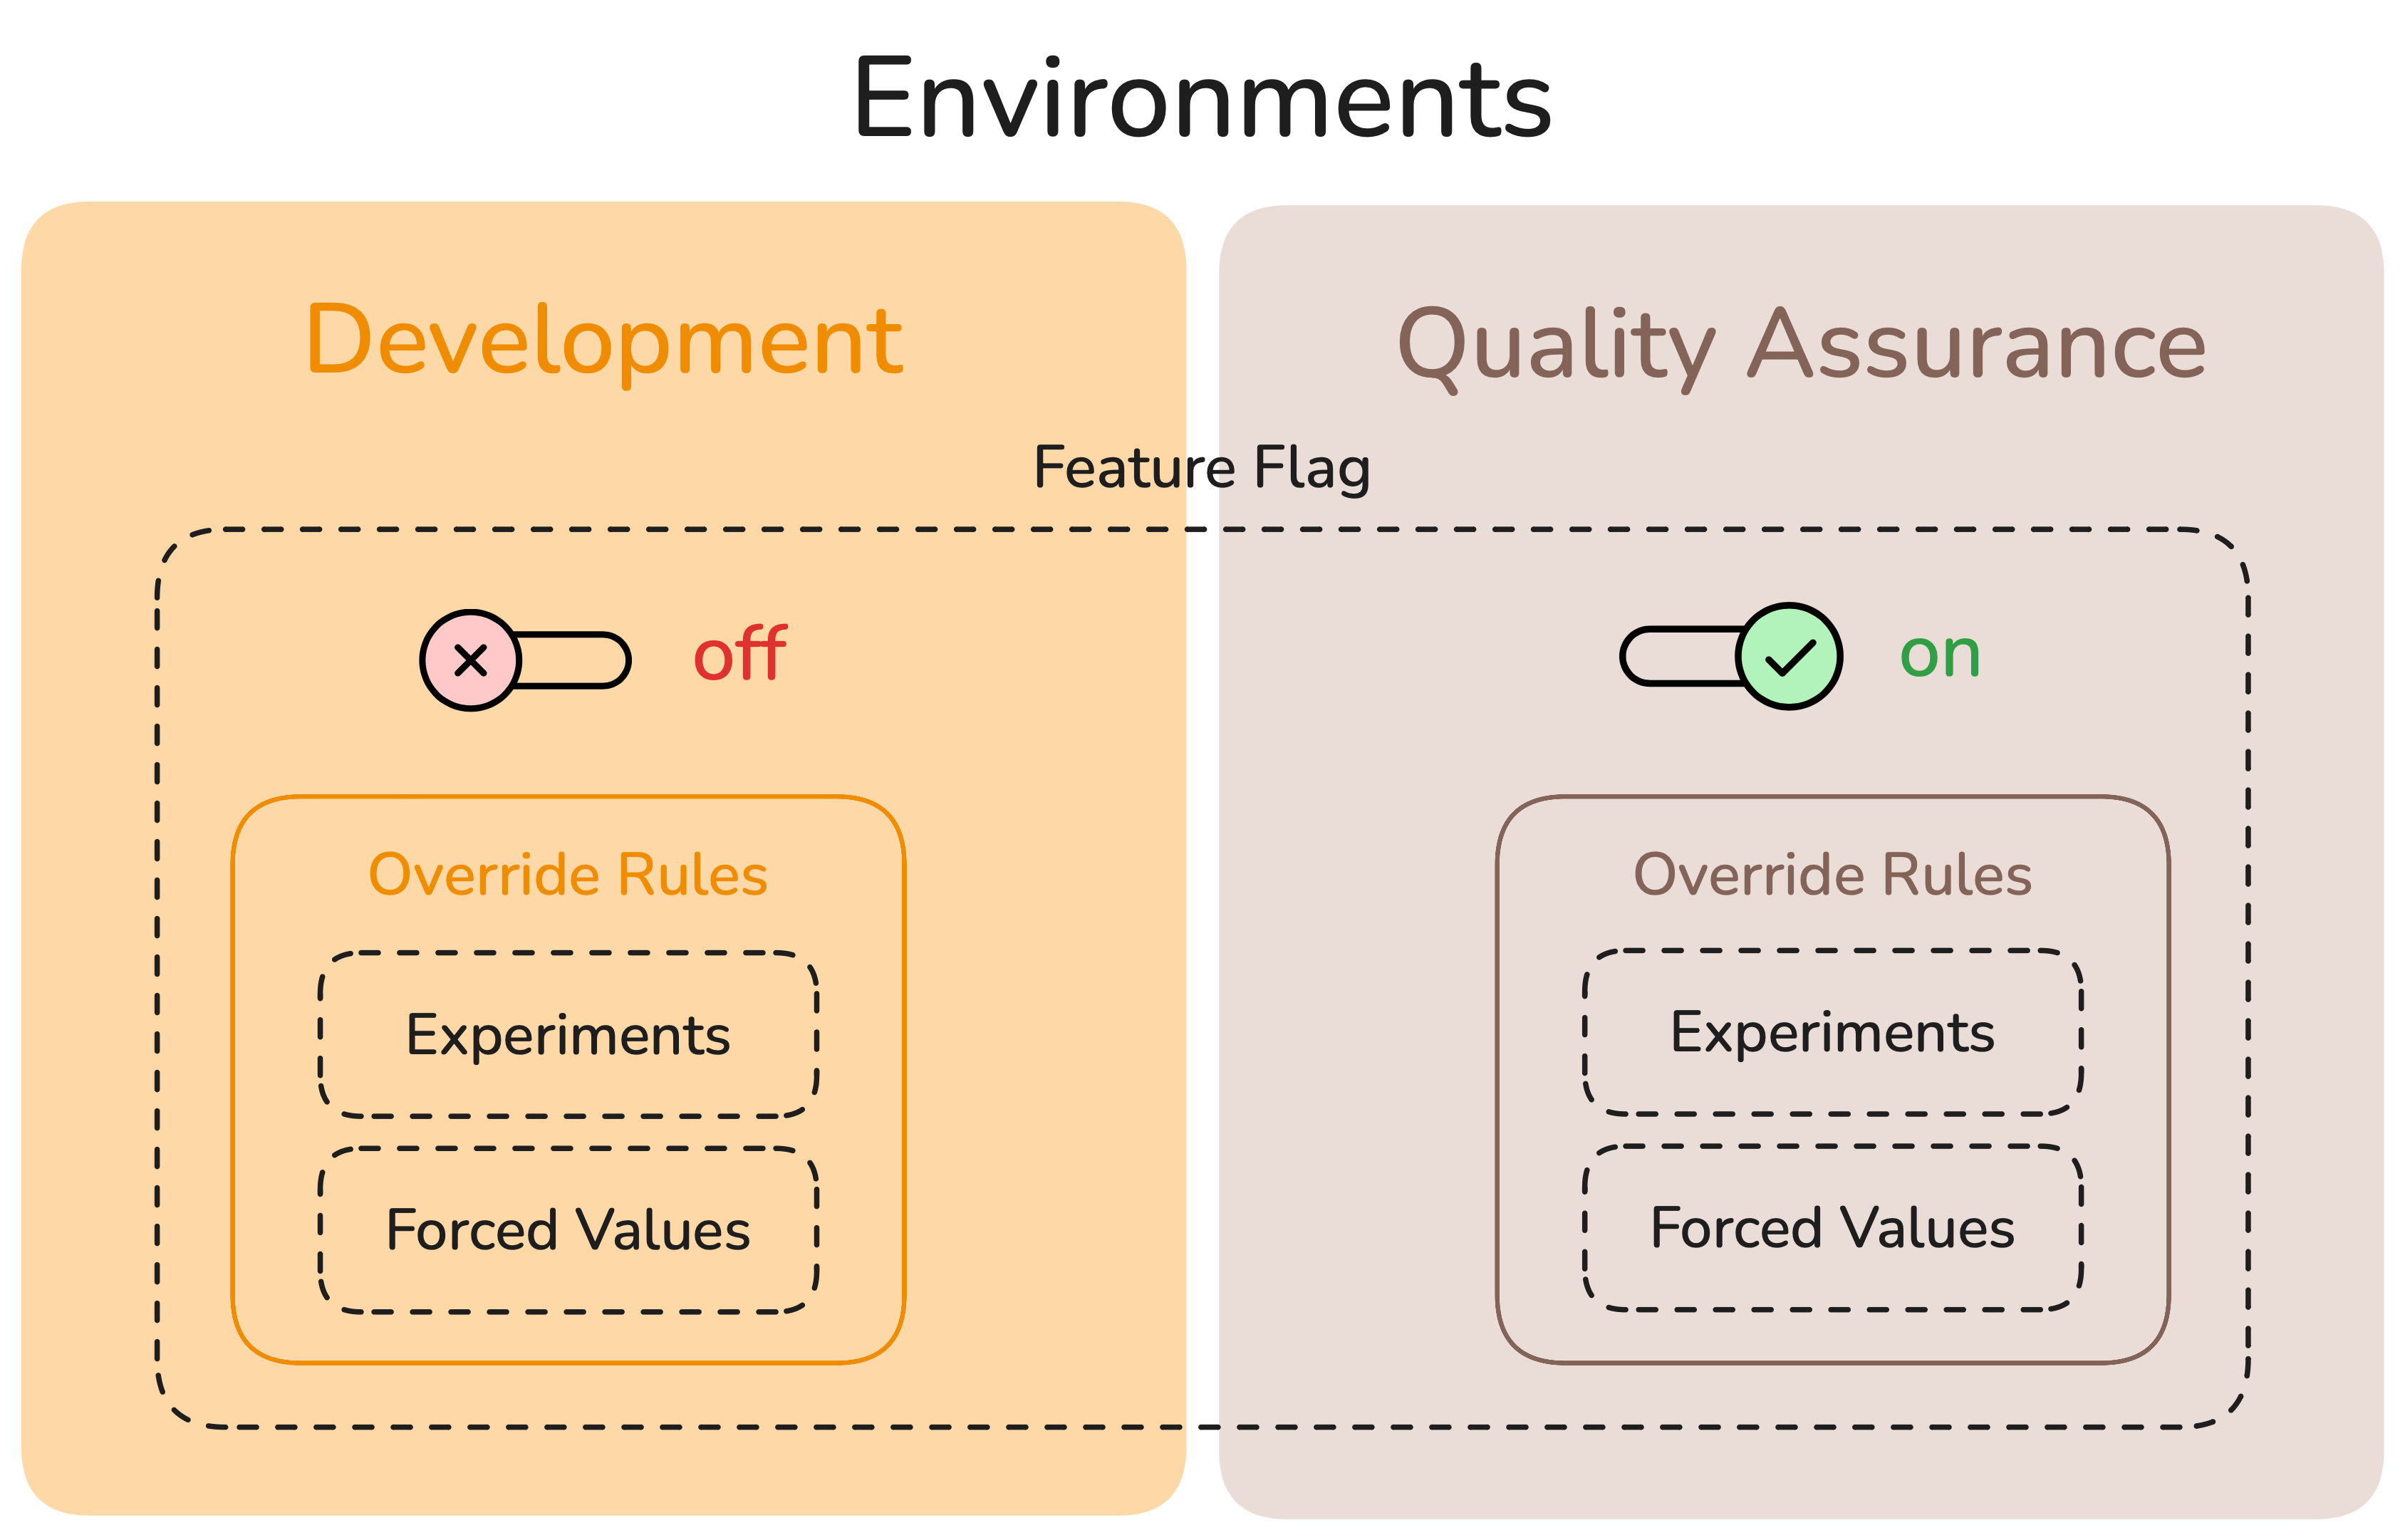 Environments
Development
Quality Assurance
Feature Flag
off
on
Override Rules
Experiments
Forced Values
Override Rules
Experiments
Forced Values